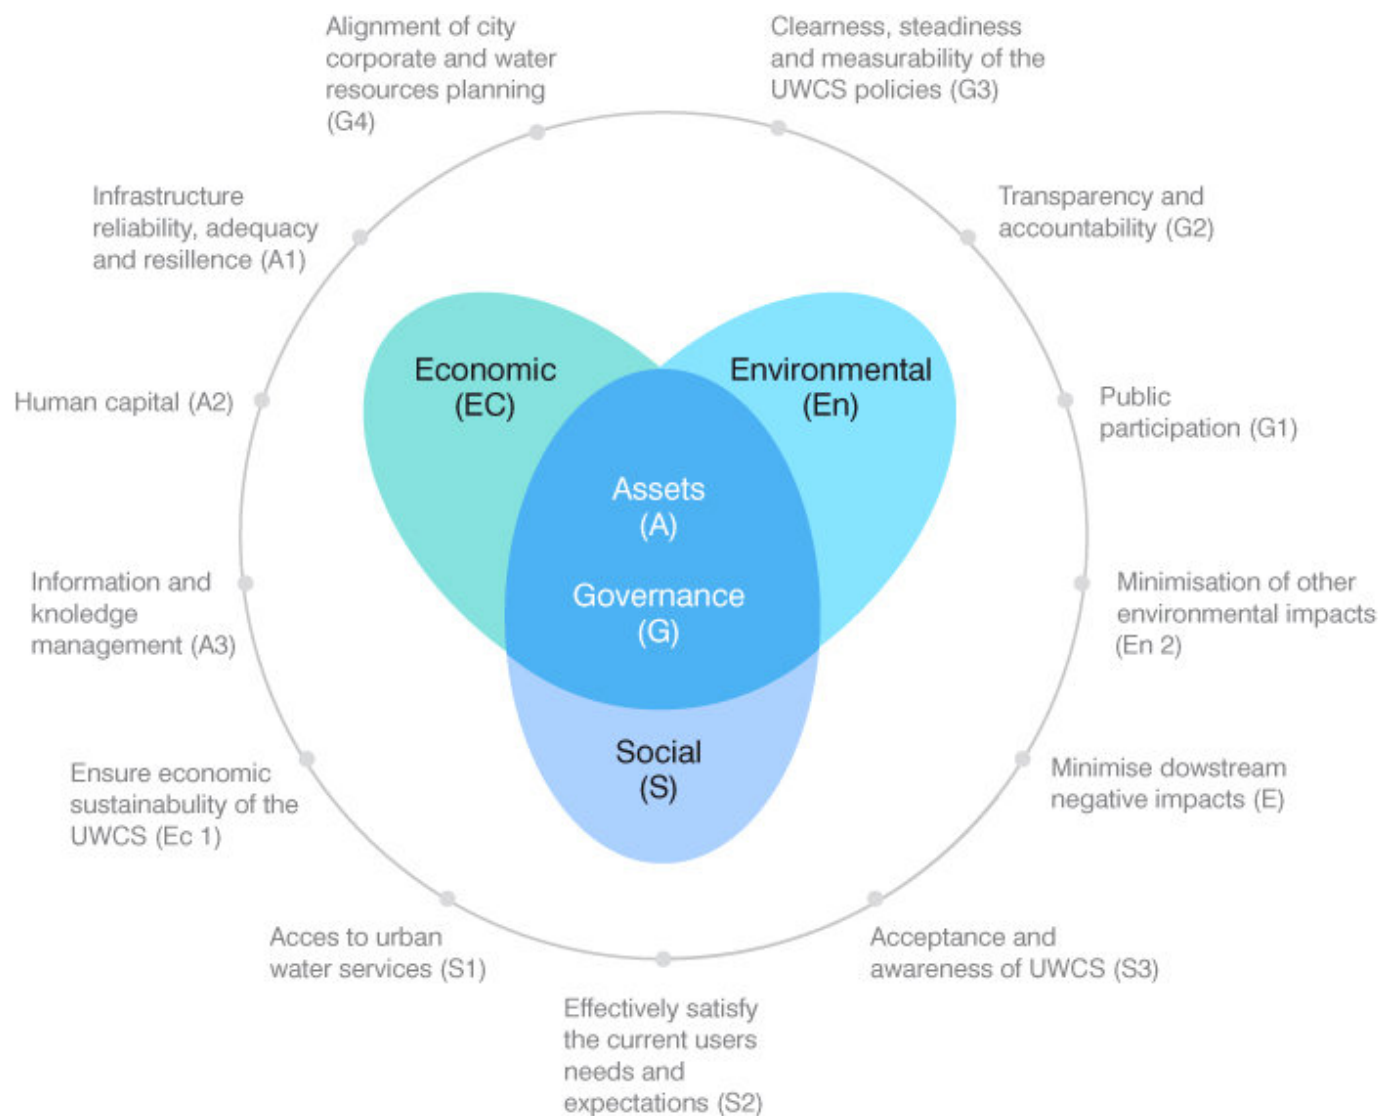 Alignment of city
corporate and water
resources planning
(G4)
Clearness, steadiness
and measurability of the
UWCS policies (G3)
Infrastructure
reliability, adequacy
and resillence (A1)
Transparency and
accountability (G2)
Economic
(EC)
Environmental
(En)
Human capital (A2)
Public
participation (G1)
Assets
(A)
Governance
(G)
Information and
knoledge
management (A3)
Minimisation of other
environmental impacts
(En 2)
Social
(S)
Ensure economic
sustainabulity of the
UWCS (Ec 1)
Minimise dowstream
negative impacts (E)
Acces to urban
water services (S1)
Acceptance and
awareness of UWCS (S3)
Effectively satisfy
the current users
needs and
expectations (S2)